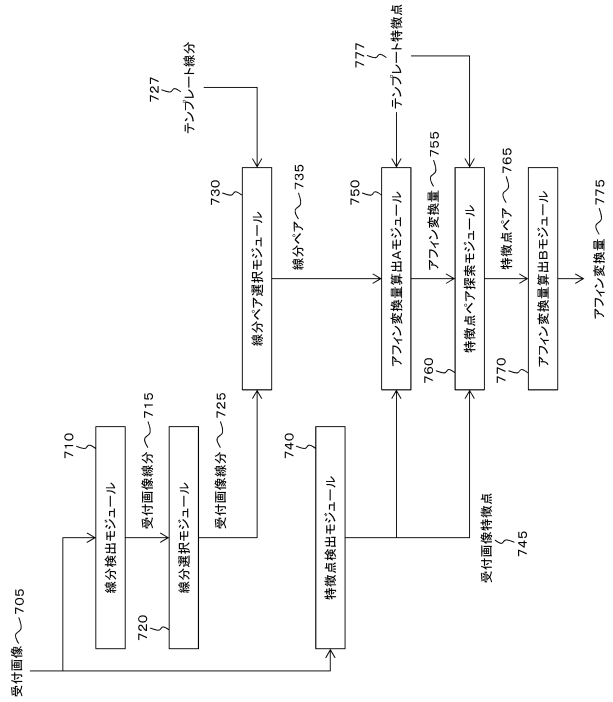 受付画像 705
710
線分検出モジュール
受付画像線分 715
720
線分選択モジュール
受付画像線分 725
727
テンプレート線分
730
線分ペア選択モジュール
線分ペア 735
740
特徴点検出モジュール
受付画像特徴点
745
777
テンプレート特徴点
750
アフィン変換量算出Aモジュール
アフィン変換量 755
760
特徴点ペア探索モジュール
特徴点ペア 765
770
アフィン変換量算出Bモジュール
アフィン変換量 775